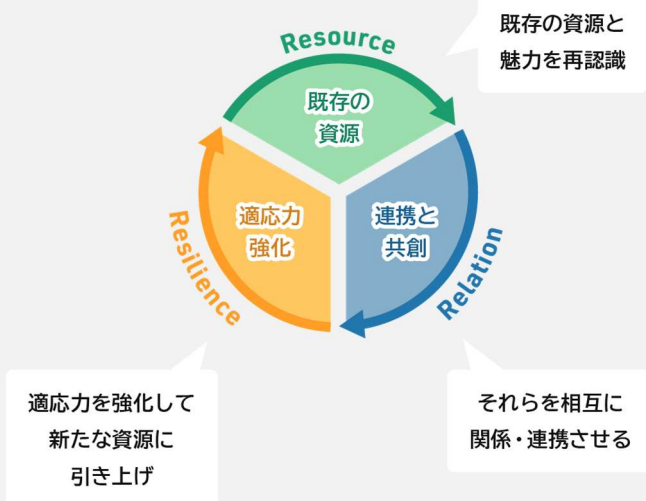 Resource
既存の資源と
魅力を再認識
既存の
資源
適応力
強化
連携と
共創
Resilience
Relation
適応力を強化して
新たな資源に
引き上げ
それらを相互に
関係・連携させる